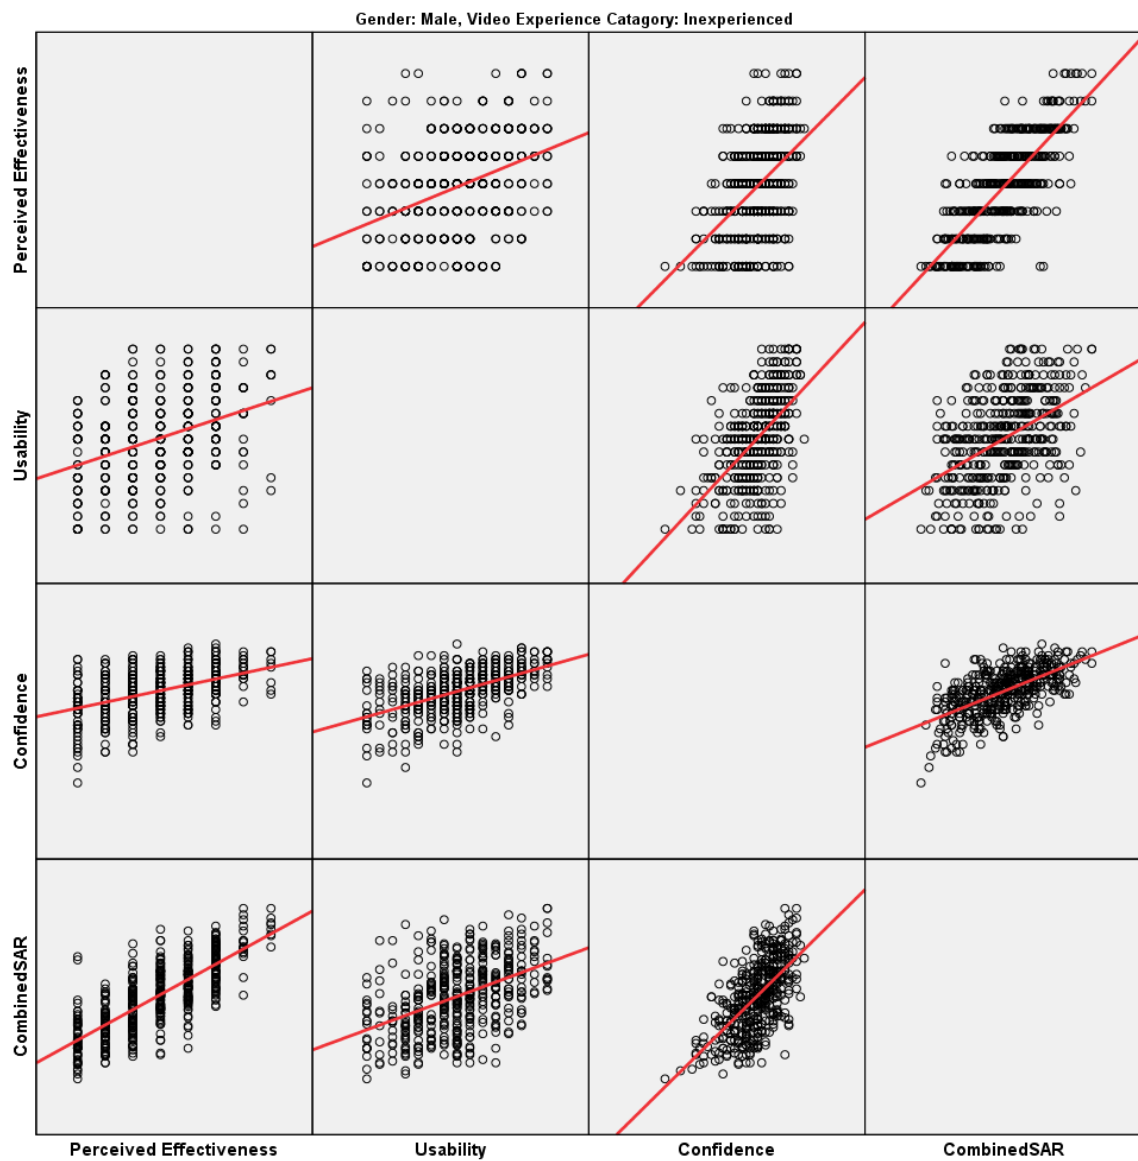 Gender: Male, Video Experience Catagory: Inexperienced
Perceived Effectiveness
Usability
Confidence
CombinedSAR
Perceived Effectiveness Usability Confidence CombinedSAR